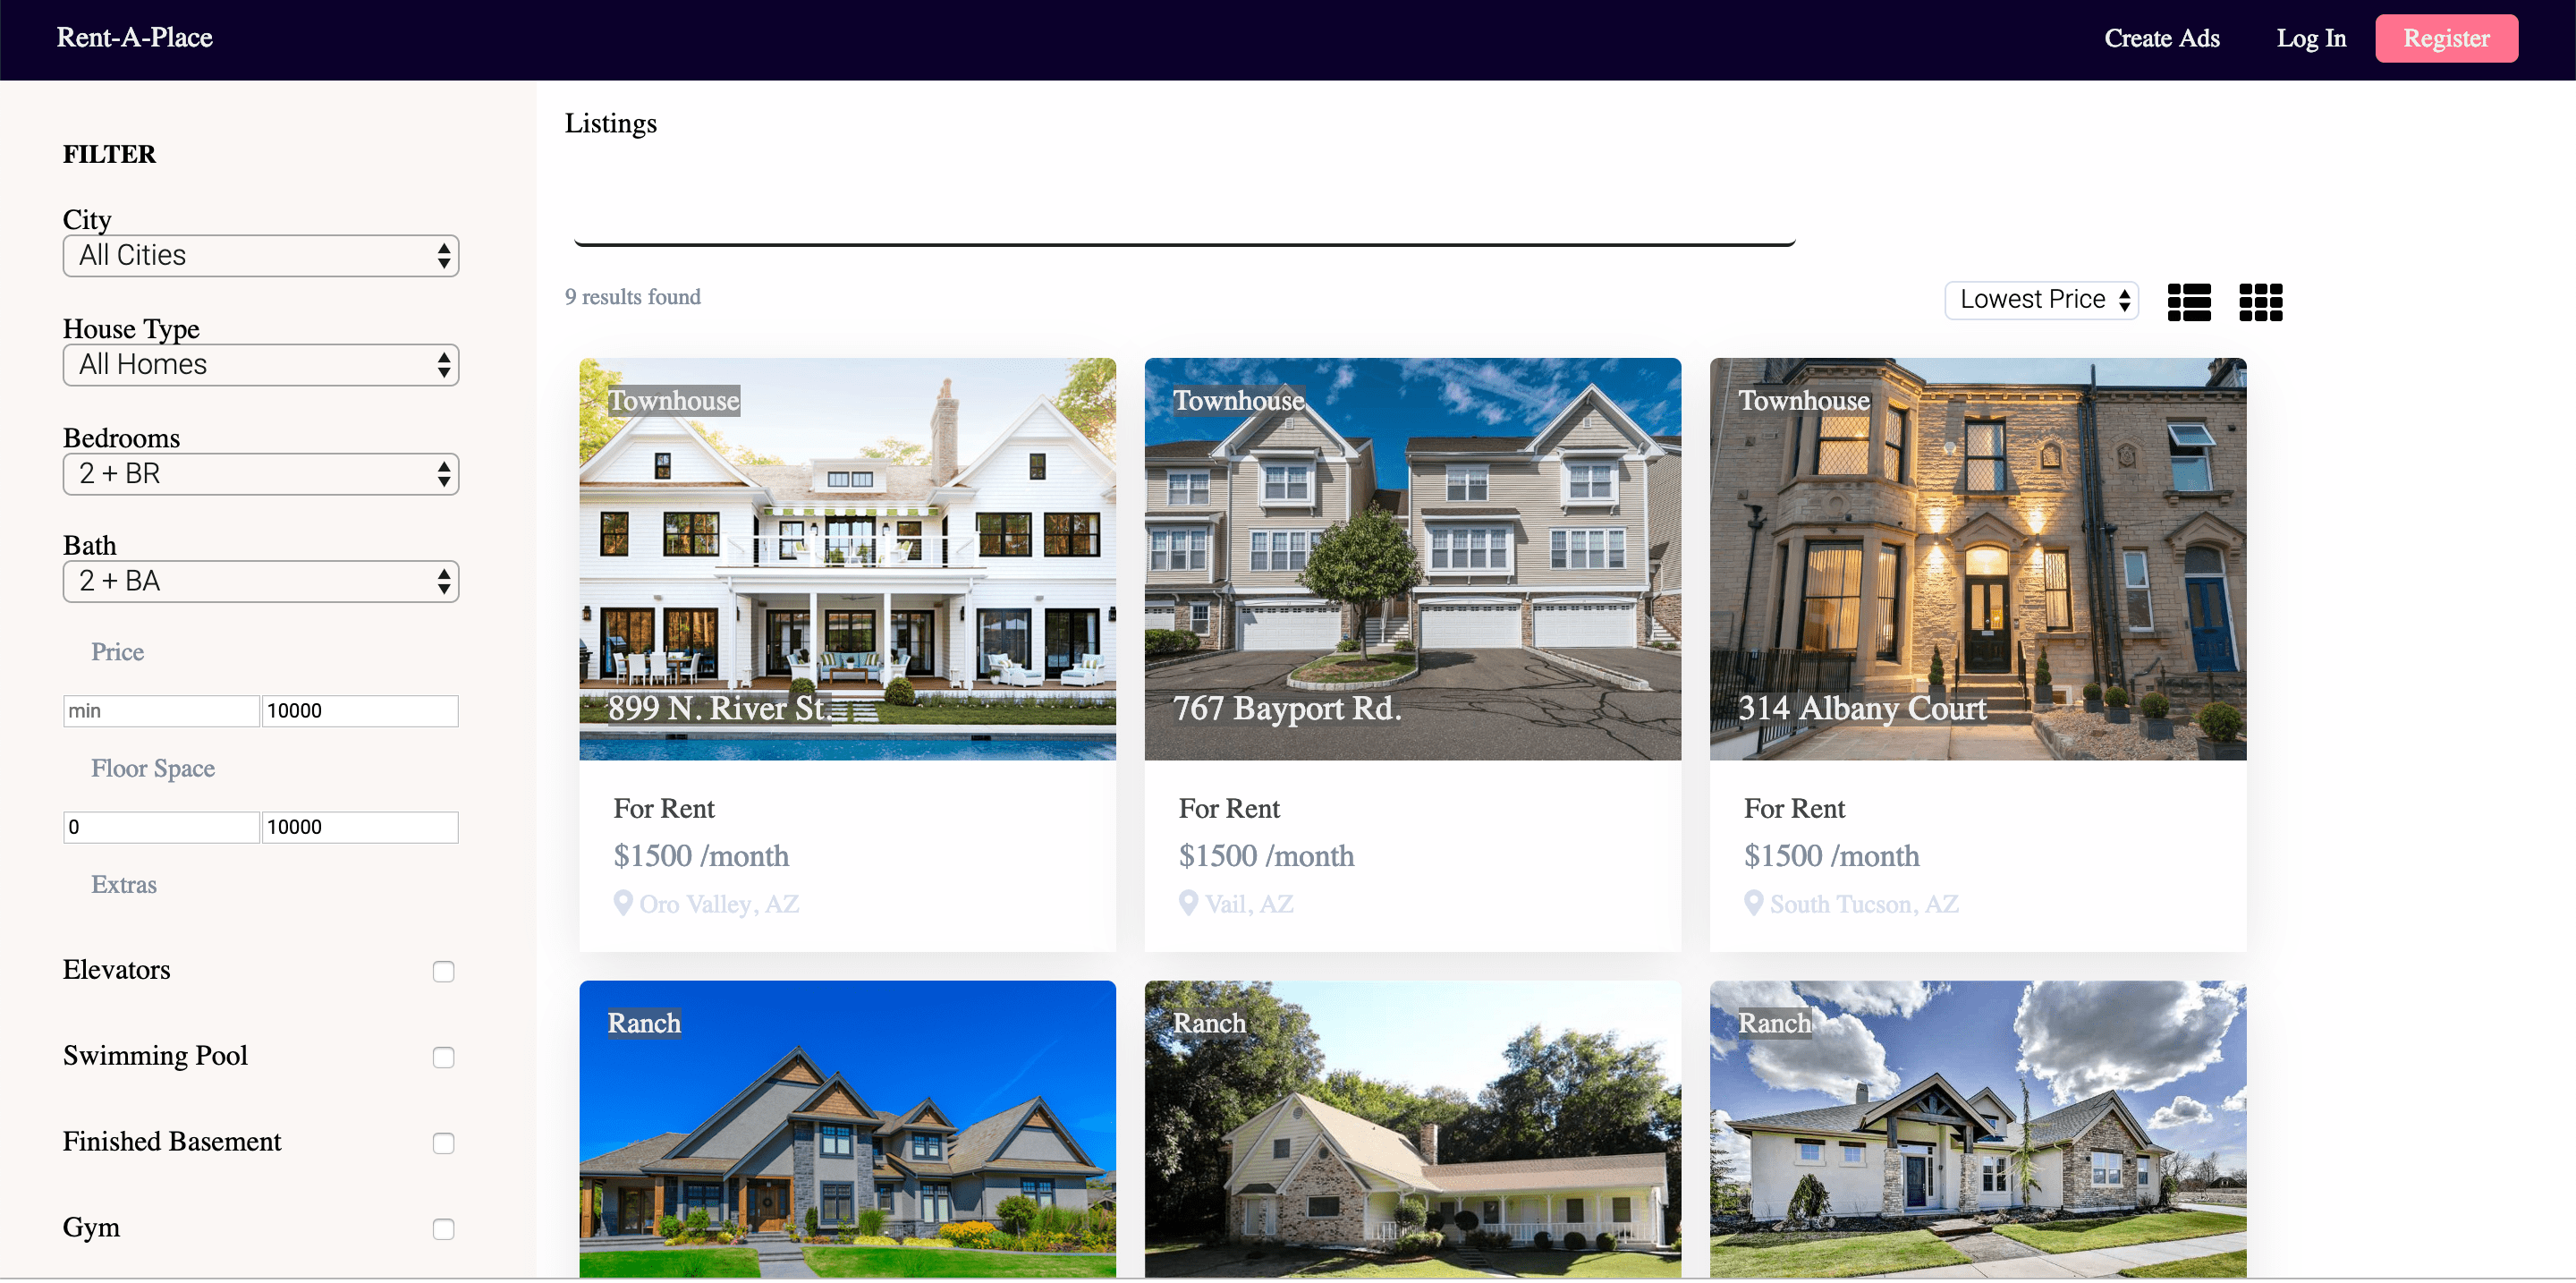 Rent-A-Place
Create Ads
Log In
Register
FILTER
City
All Cities
House Type
All Homes
Bedrooms
2 + BR
Bath
2 + BA
Price
min
10000
Floor Space
0
10000
Extras
Elevators
Swimming Pool
Finished Basement
Gym
Listings
9 results found
Lowest Price
Townhouse
899 N. River St.
For Rent
$1500 /month
Oro Valley, AZ
Townhouse
767 Bayport Rd.
For Rent
$1500 /month
Vail, AZ
Townhouse
314 Albany Court
For Rent
$1500 /month
South Tucson, AZ
Ranch
Ranch
Ranch